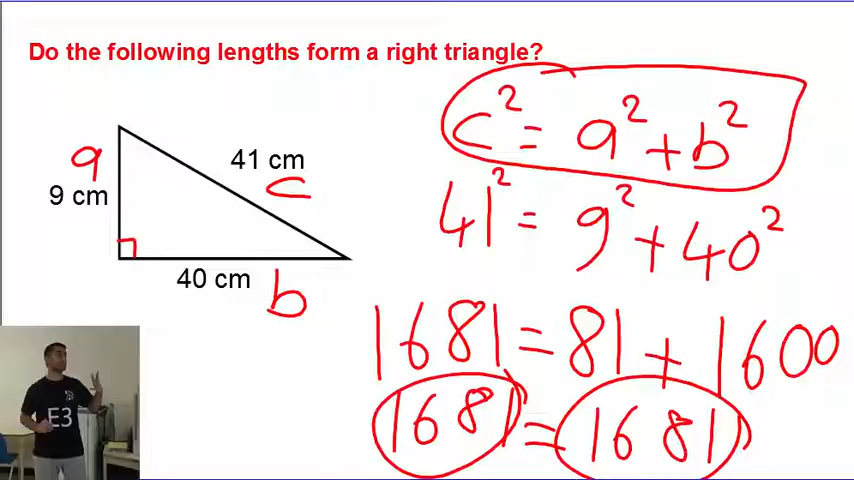 Do the following lengths form a right triangle?
c² = a² + b²
a
41 cm
c
9 cm
41² = 9² + 40²
40 cm
b
1681 = 81 + 1600
1681 = 1681
E3